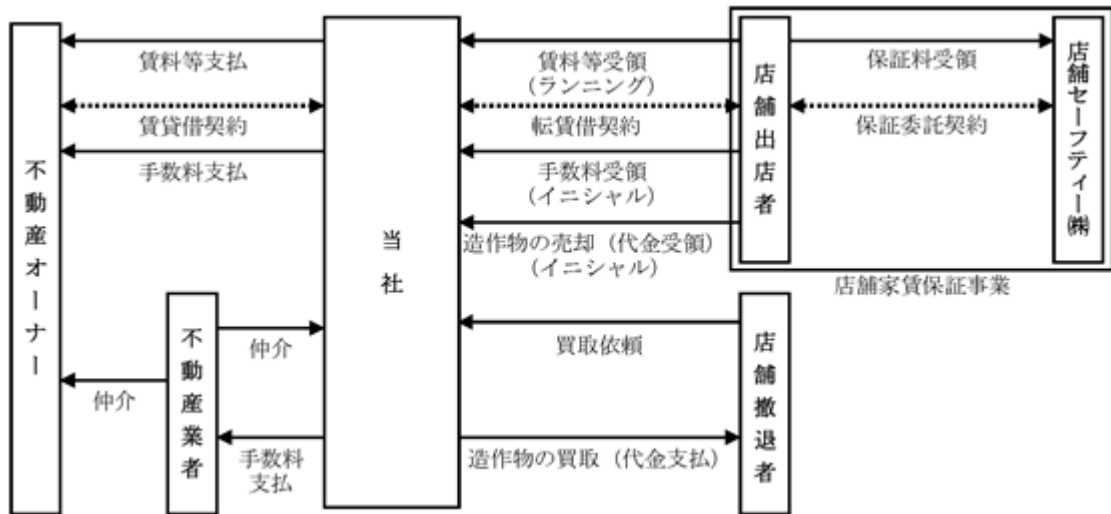 不動産オーナー
当社
店舗出店者
店舗セーフティー㈱
賃料等支払
賃貸借契約
手数料支払
賃料等受領
(ランニング)
転賃借契約
手数料受領
(イニシャル)
造作物の売却(代金受領)
(イニシャル)
保証料受領
保証委託契約
店舗家賃保証事業
不動産業者
仲介
仲介
手数料
支払
買取依頼
造作物の買取(代金支払)
店舗撤退者